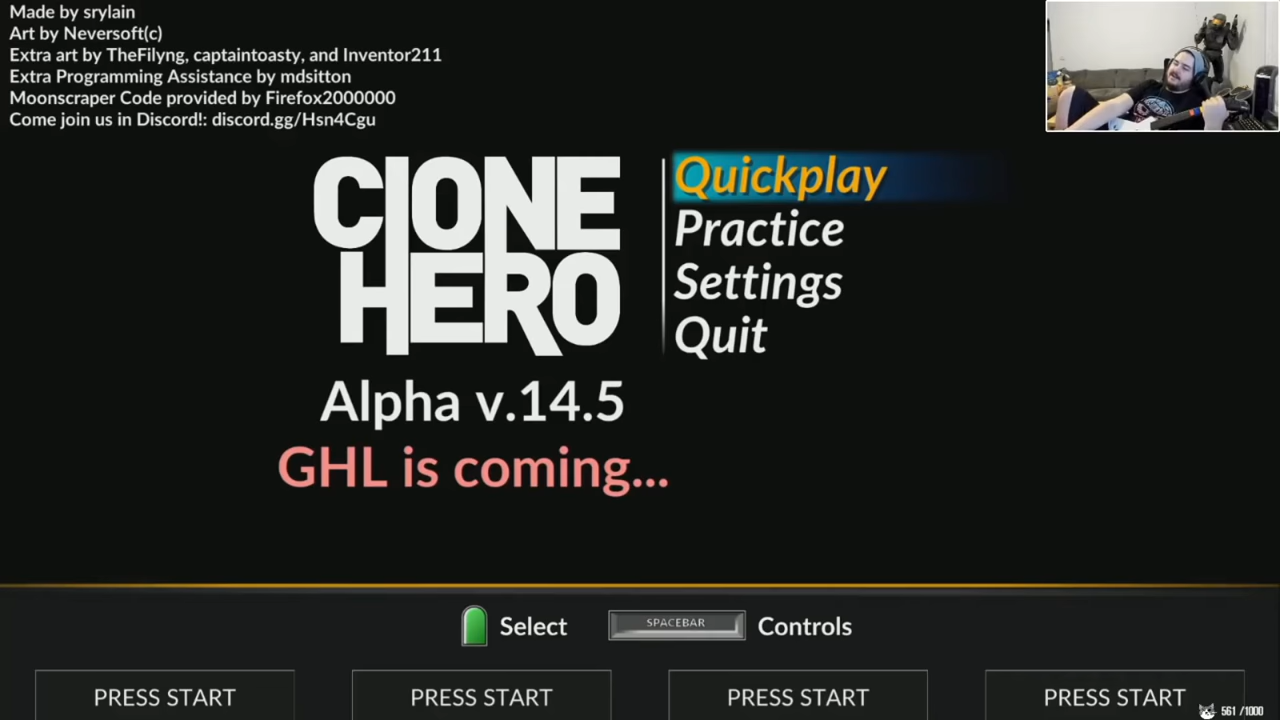 Made by srylain
Art by Neversoft(c)
Extra art by TheFilyng, captaintoasty, and Inventor211
Extra Programming Assistance by mdsitton
Moonscraper Code provided by Firefox2000000
Come join us in Discord!: discord.gg/Hsn4Cgu
CLONE
HERO
Quickplay
Practice
Settings
Quit
Alpha v.14.5
GHL is coming...
Select
SPACEBAR
Controls
PRESS START
PRESS START
PRESS START
PRESS START
561 /1000